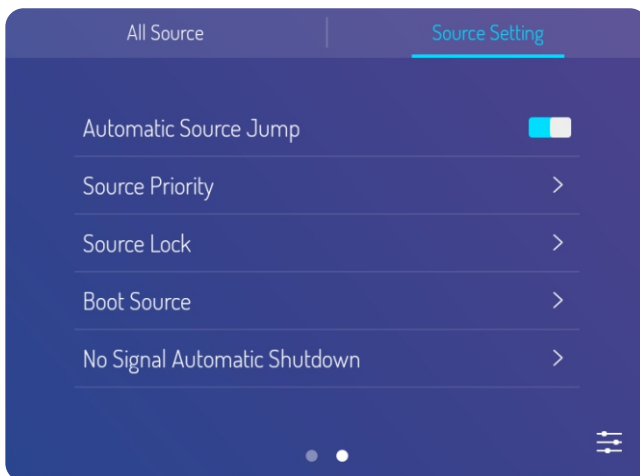 All Source
Source Setting
Automatic Source Jump
Source Priority
Source Lock
Boot Source
No Signal Automatic Shutdown